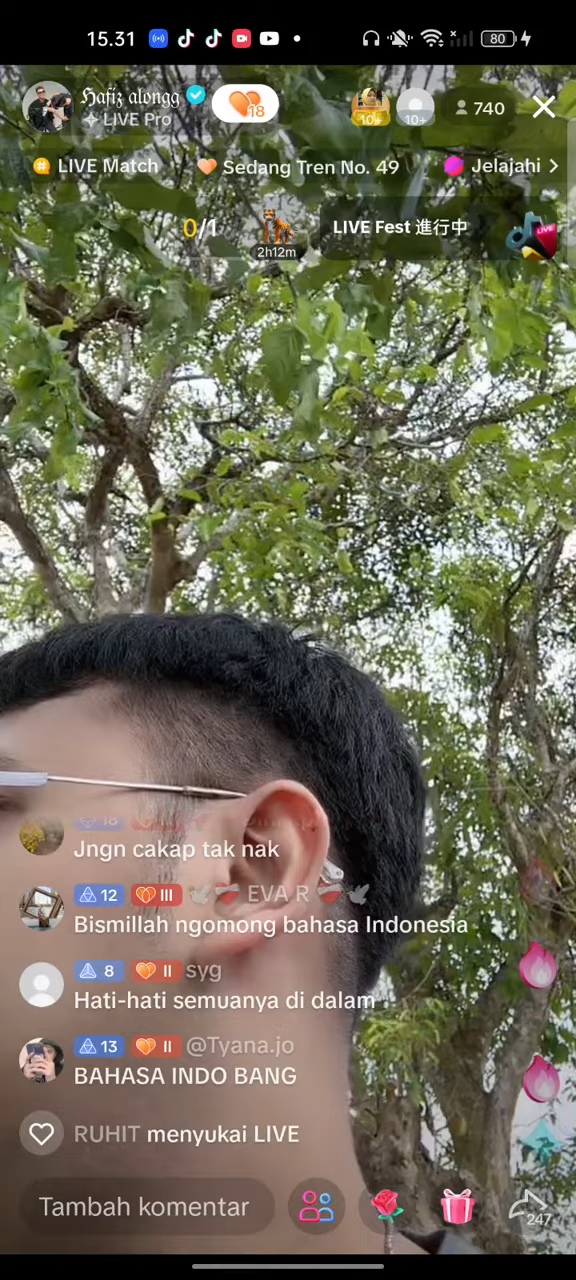 15.31
80
Hafiz alongg
LIVE Pro
18
10+
10+
740
LIVE Match
Sedang Tren No. 49
Jelajahi
0/1
2h12m
LIVE Fest 進行中
LIVE
18
Jngn cakap tak nak
12 III EVA R
Bismillah ngomong bahasa Indonesia
8 II syg
Hati-hati semuanya di dalam
13 II @Tyana.jo
BAHASA INDO BANG
RUHIT menyukai LIVE
Tambah komentar
247